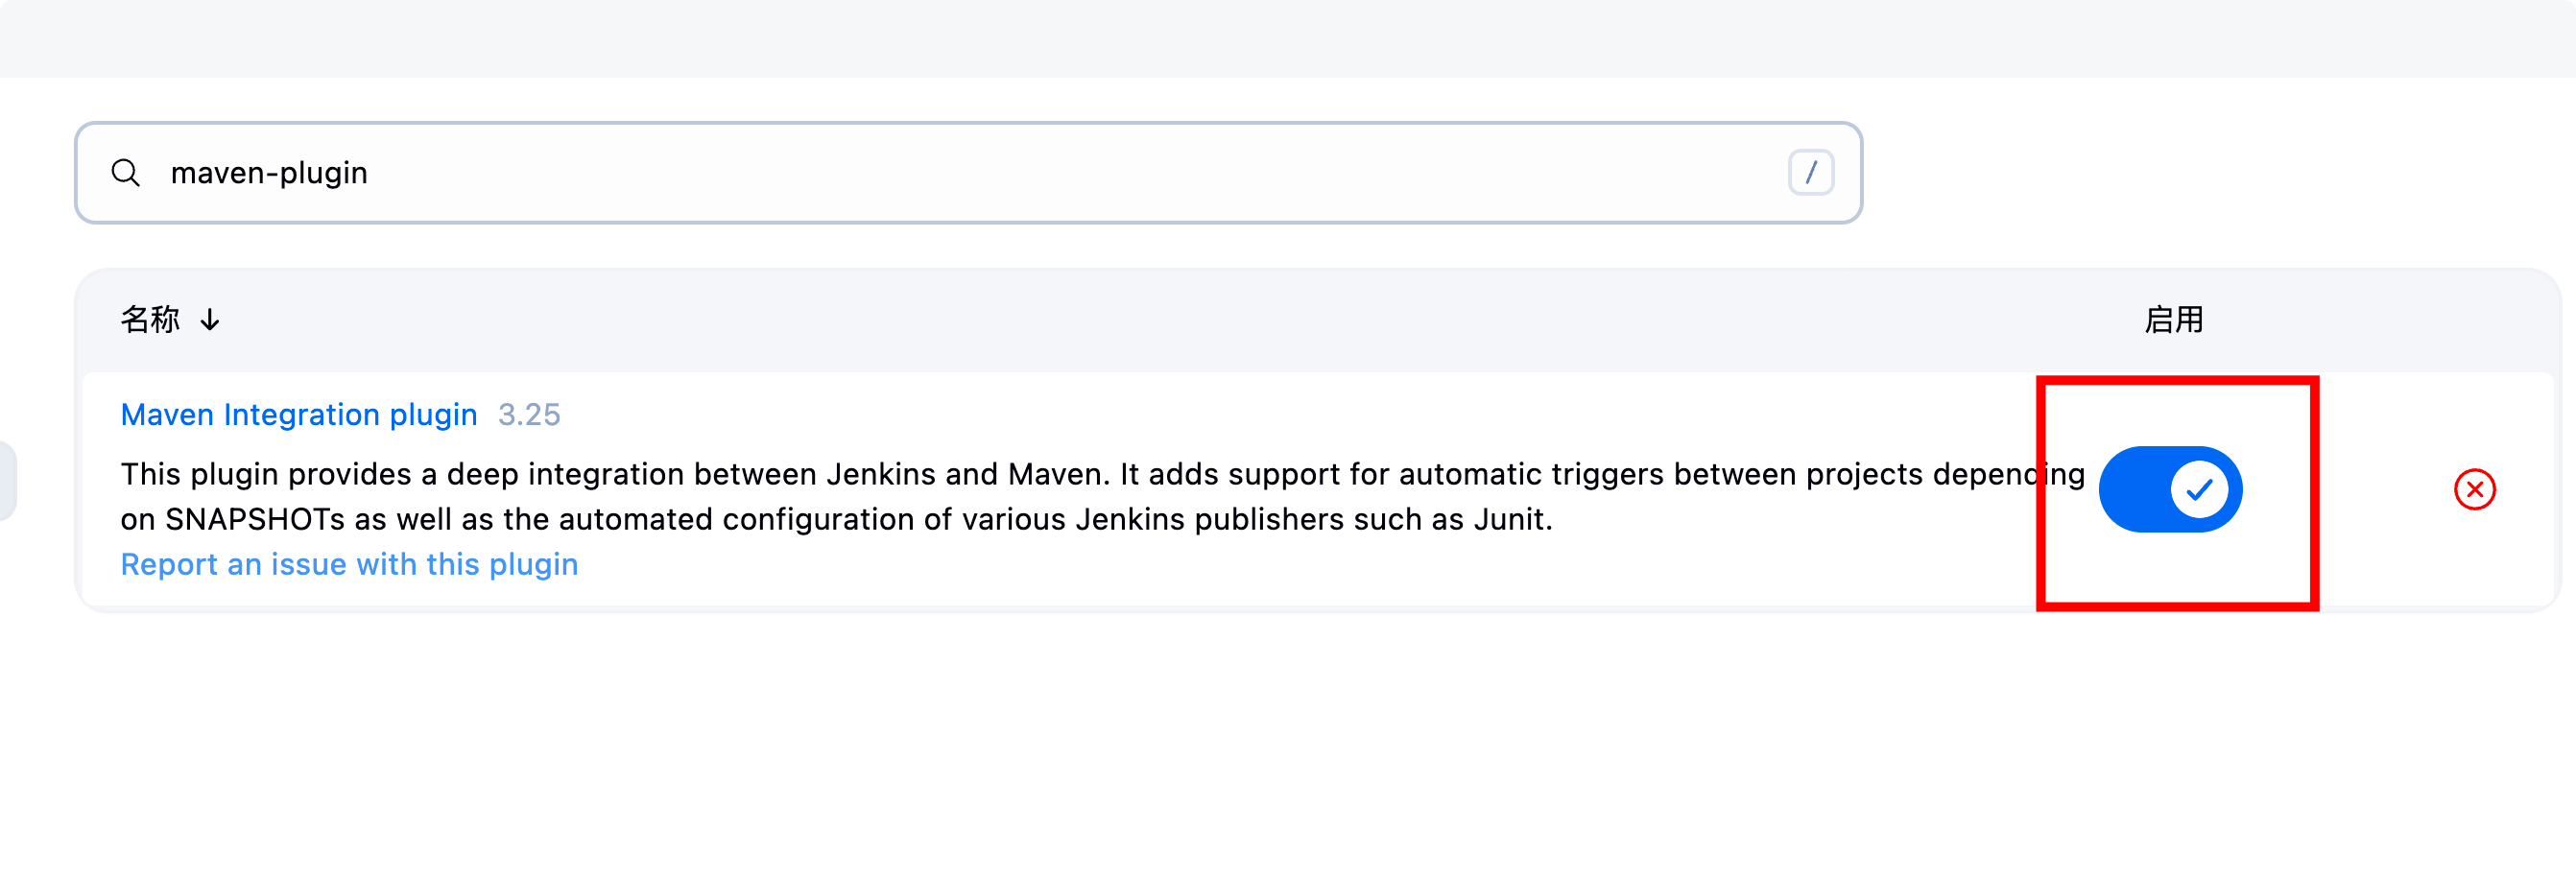 maven-plugin /
名称 ↓ 启用
Maven Integration plugin 3.25
This plugin provides a deep integration between Jenkins and Maven. It adds support for automatic triggers between projects depending
on SNAPSHOTs as well as the automated configuration of various Jenkins publishers such as Junit.
Report an issue with this plugin